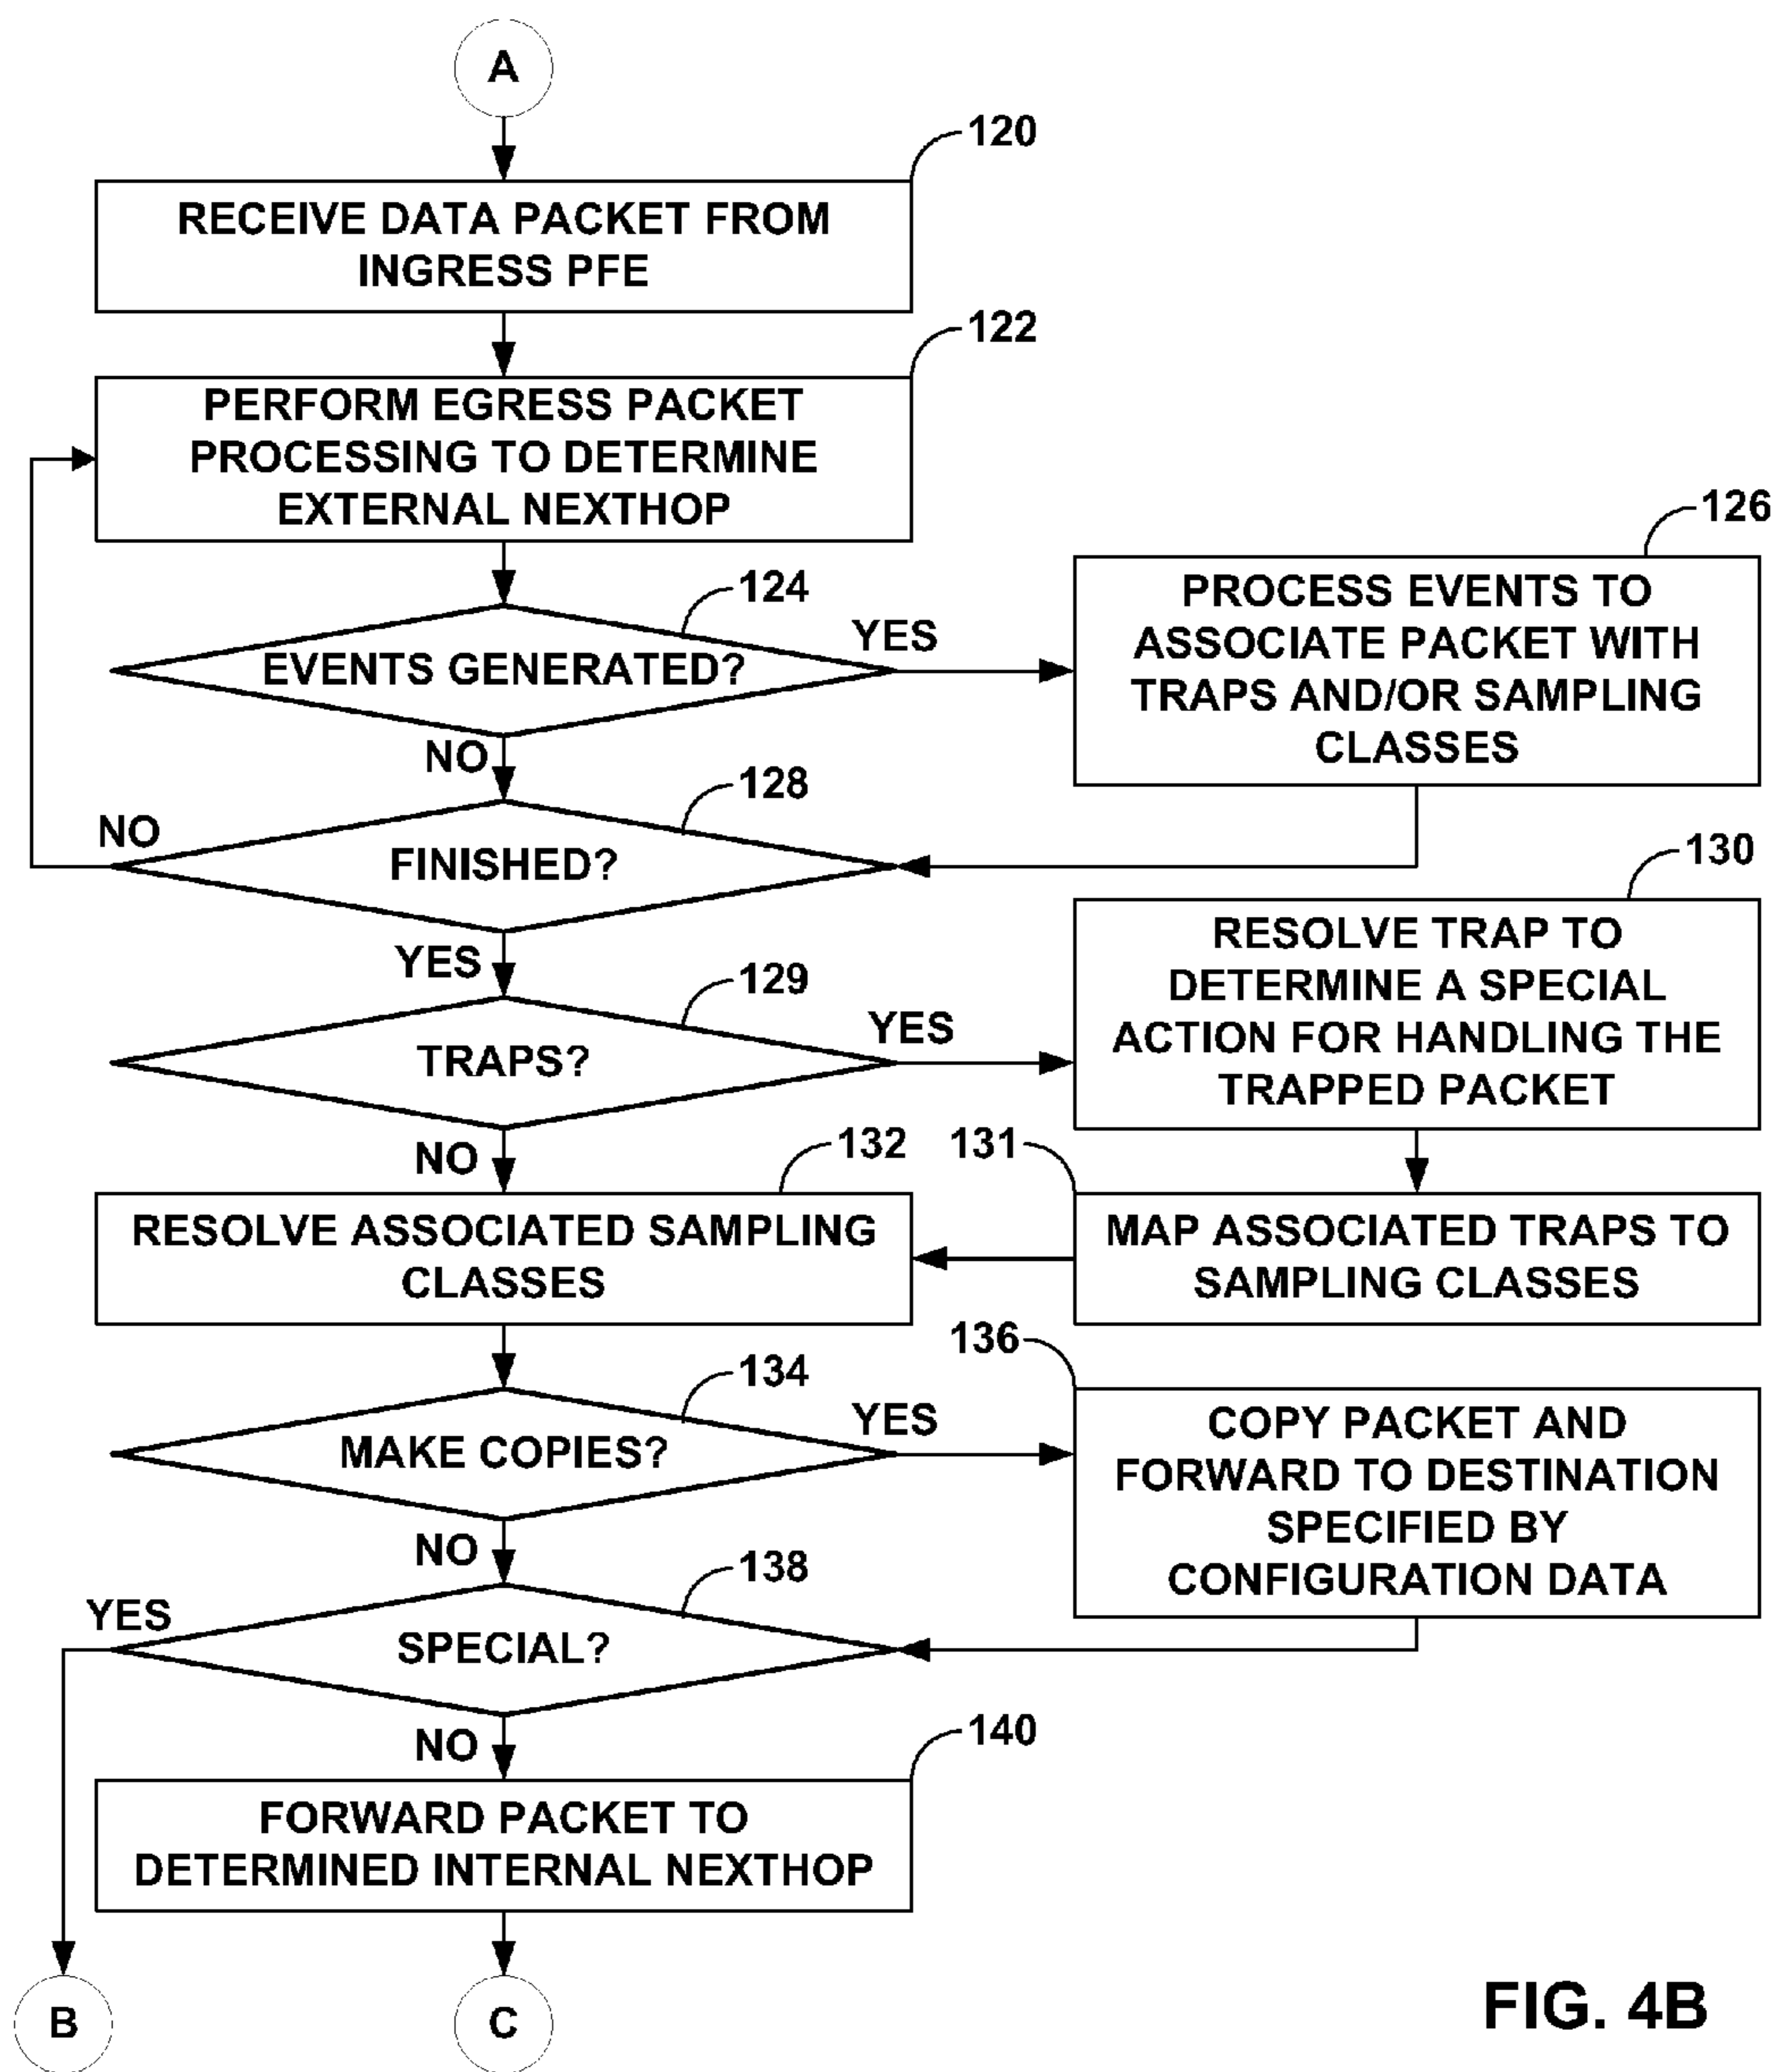 A
120
RECEIVE DATA PACKET FROM
INGRESS PFE
122
PERFORM EGRESS PACKET
PROCESSING TO DETERMINE
EXTERNAL NEXTHOP
124
EVENTS GENERATED?
YES
NO
126
PROCESS EVENTS TO
ASSOCIATE PACKET WITH
TRAPS AND/OR SAMPLING
CLASSES
128
FINISHED?
NO
YES
129
TRAPS?
YES
NO
130
RESOLVE TRAP TO
DETERMINE A SPECIAL
ACTION FOR HANDLING THE
TRAPPED PACKET
131
MAP ASSOCIATED TRAPS TO
SAMPLING CLASSES
132
RESOLVE ASSOCIATED SAMPLING
CLASSES
134
MAKE COPIES?
YES
NO
136
COPY PACKET AND
FORWARD TO DESTINATION
SPECIFIED BY
CONFIGURATION DATA
138
SPECIAL?
YES
NO
140
FORWARD PACKET TO
DETERMINED INTERNAL NEXTHOP
B
C
FIG. 4B